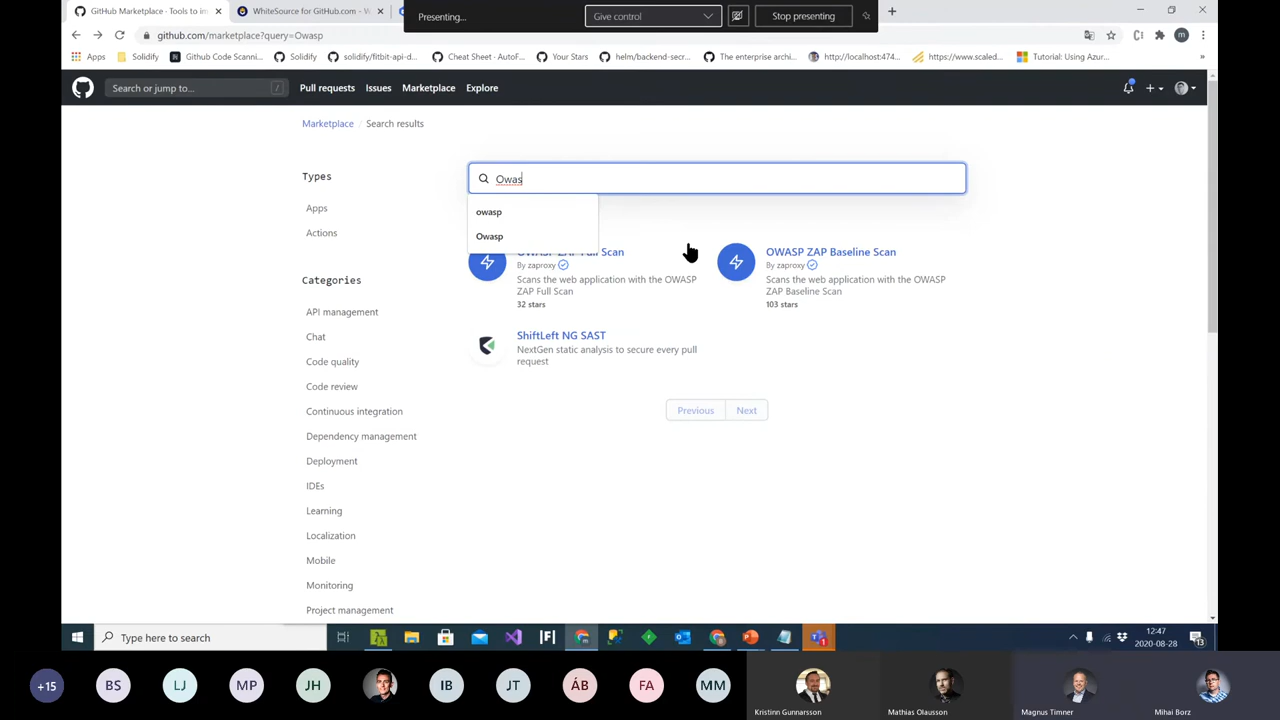 GitHub Marketplace · Tools to im
WhiteSource for GitHub.com – W
Presenting...
Give control
Stop presenting
github.com/marketplace?query=Owasp
Apps
Solidify
Github Code Scanni...
Solidify
solidify/fitbit-api-d...
Cheat Sheet - AutoF...
Your Stars
helm/backend-secr...
The enterprise archi...
http://localhost:474...
https://www.scaled...
Tutorial: Using Azur...
»
Search or jump to...
/
Pull requests
Issues
Marketplace
Explore
Marketplace / Search results
Types
Apps
Actions
Categories
API management
Chat
Code quality
Code review
Continuous integration
Dependency management
Deployment
IDEs
Learning
Localization
Mobile
Monitoring
Project management
Owas
owasp
Owasp
OWASP ZAP Full Scan
By zaproxy
Scans the web application with the OWASP
ZAP Full Scan
32 stars
OWASP ZAP Baseline Scan
By zaproxy
Scans the web application with the OWASP
ZAP Baseline Scan
103 stars
ShiftLeft NG SAST
NextGen static analysis to secure every pull
request
Previous
Next
Type here to search
12:47
2020-08-28
13
+15
BS
LJ
MP
JH
IB
JT
ÁB
FA
MM
Kristinn Gunnarsson
Mathias Olausson
Magnus Timner
Mihai Borz